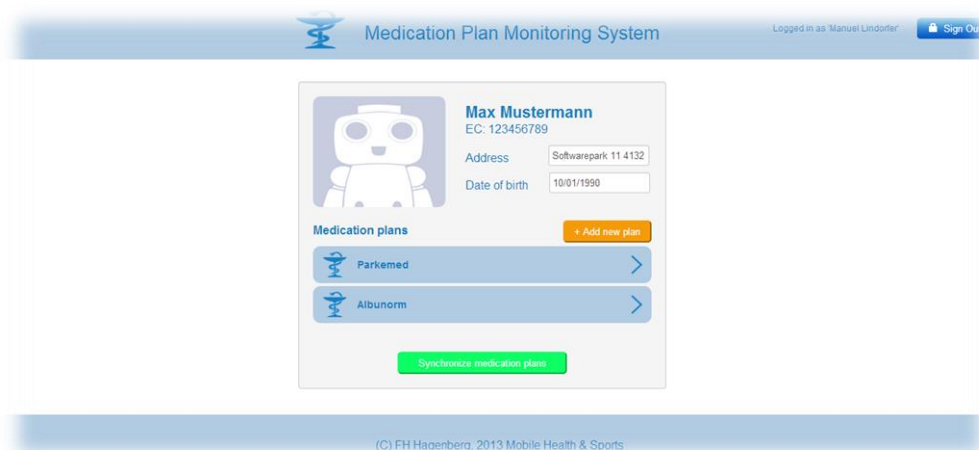 Medication Plan Monitoring System
Logged in as 'Manuel Lindorfer'
Sign Ou
Max Mustermann
EC: 123456789
Address
Softwarepark 11 4132
Date of birth
10/01/1990
Medication plans
+ Add new plan
Parkemed
Albunorm
Synchronize medication plans
(C) FH Hagenberg, 2013 Mobile Health & Sports